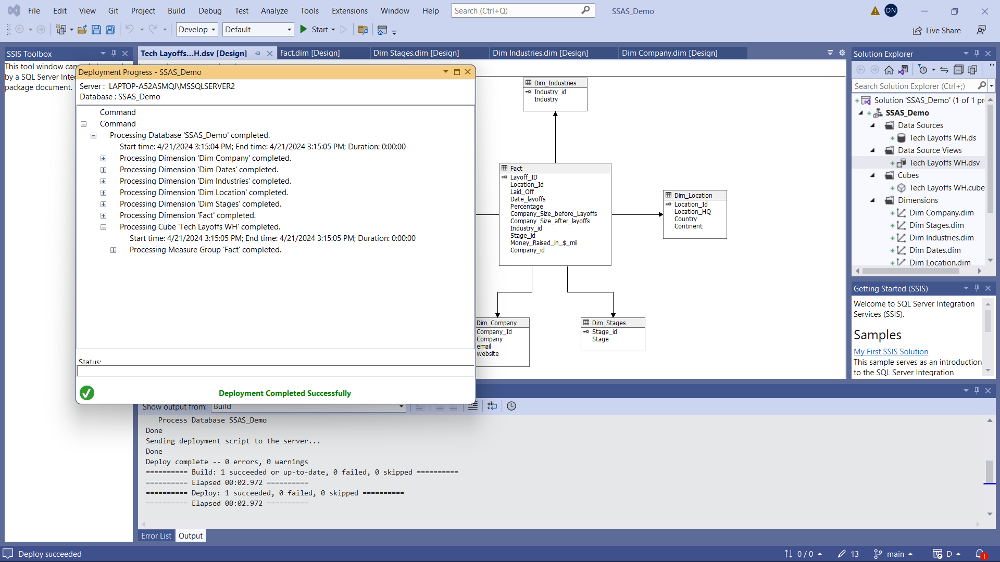 File Edit View Git Project Build Debug Test Analyze Tools Extensions Window Help Search (Ctrl+Q) SSAS_Demo DN
Develop Default Start Live Share
SSIS Toolbox
This tool window can
by a SQL Server Inte
package document.
Tech Layoffs...H.dsv [Design] Fact.dim [Design] Dim Stages.dim [Design] Dim Industries.dim [Design] Dim Company.dim [Design]
Deployment Progress - SSAS_Demo
Server : LAPTOP-A52ASMQJ\MSSQLSERVER2
Database : SSAS_Demo
Command
Command
Processing Database 'SSAS_Demo' completed.
Start time: 4/21/2024 3:15:04 PM; End time: 4/21/2024 3:15:05 PM; Duration: 0:00:00
Processing Dimension 'Dim Company' completed.
Processing Dimension 'Dim Dates' completed.
Processing Dimension 'Dim Industries' completed.
Processing Dimension 'Dim Location' completed.
Processing Dimension 'Dim Stages' completed.
Processing Dimension 'Fact' completed.
Processing Cube 'Tech Layoffs WH' completed.
Start time: 4/21/2024 3:15:05 PM; End time: 4/21/2024 3:15:05 PM; Duration: 0:00:00
Processing Measure Group 'Fact' completed.
Status:
Deployment Completed Successfully
Dim_Industries
Industry_id
Industry
Fact
Layoff_ID
Location_Id
Laid_Off
Date_layoffs
Percentage
Company_Size_before_Layoffs
Company_Size_after_layoffs
Industry_id
Stage_id
Money_Raised_in_$_mil
Company_id
Dim_Location
Location_Id
Location_HQ
Country
Continent
Dim_Company
Company_Id
Company
email
website
Dim_Stages
Stage_id
Stage
Solution Explorer
Search Solution Explorer (Ctrl+;)
Solution 'SSAS_Demo' (1 of 1 pr
SSAS_Demo
Data Sources
Tech Layoffs WH.ds
Data Source Views
Tech Layoffs WH.dsv
Cubes
Tech Layoffs WH.cube
Dimensions
Dim Company.dim
Dim Stages.dim
Dim Industries.dim
Dim Dates.dim
Dim Location.dim
Getting Started (SSIS)
Welcome to SQL Server Integration
Services (SSIS).
Samples
My First SSIS Solution
This sample serves as an introduction
to the SQL Server Integration
Show output from: Build
Process Database SSAS_Demo
Done
Sending deployment script to the server...
Done
Deploy complete -- 0 errors, 0 warnings
========== Build: 1 succeeded or up-to-date, 0 failed, 0 skipped ==========
========== Elapsed 00:02.972 ==========
========== Deploy: 1 succeeded, 0 failed, 0 skipped ==========
========== Elapsed 00:02.972 ==========
Error List Output
Deploy succeeded 0 / 0 13 main D 1